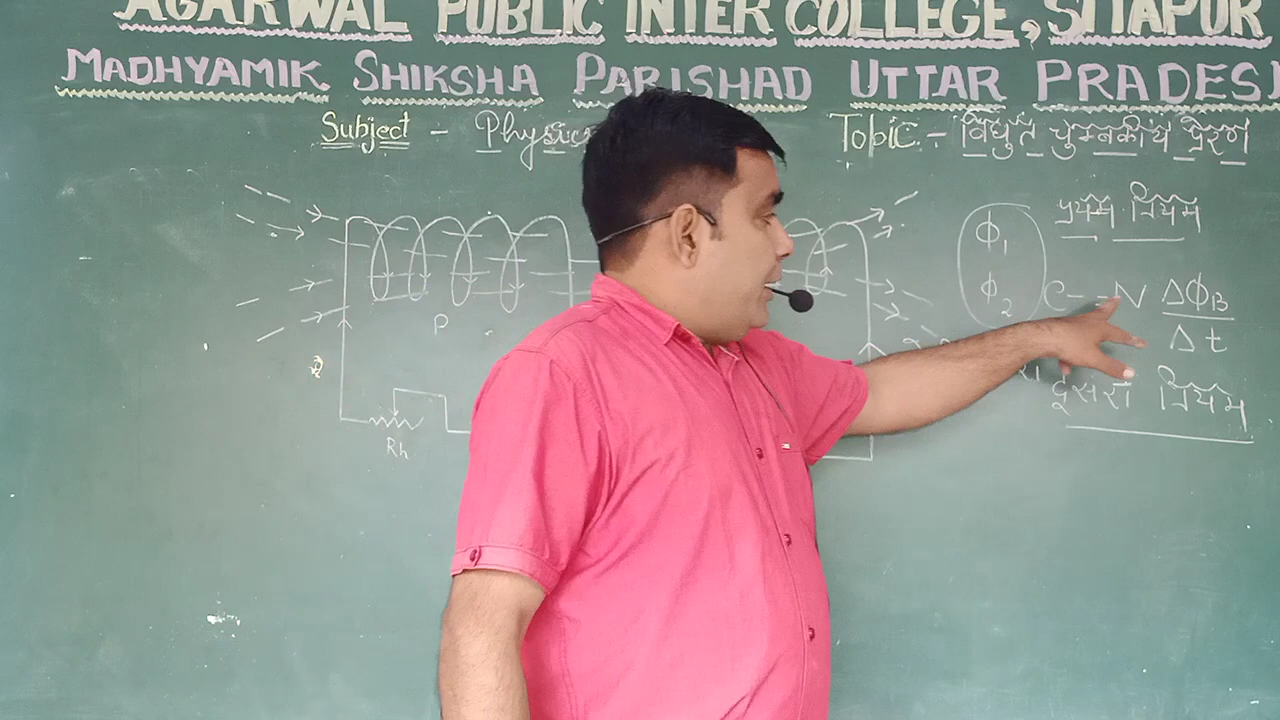 AGARWAL PUBLIC INTER COLLEGE, SITAPUR
MADHYAMIK SHIKSHA PARISHAD UTTAR PRADESH
Subject - Physics
Topic - विद्युत चुम्बकीय प्रेरण
प्रथम नियम
ϕ1
ϕ2
e = -N ΔϕB
Δt
दूसरा नियम
P
Rh